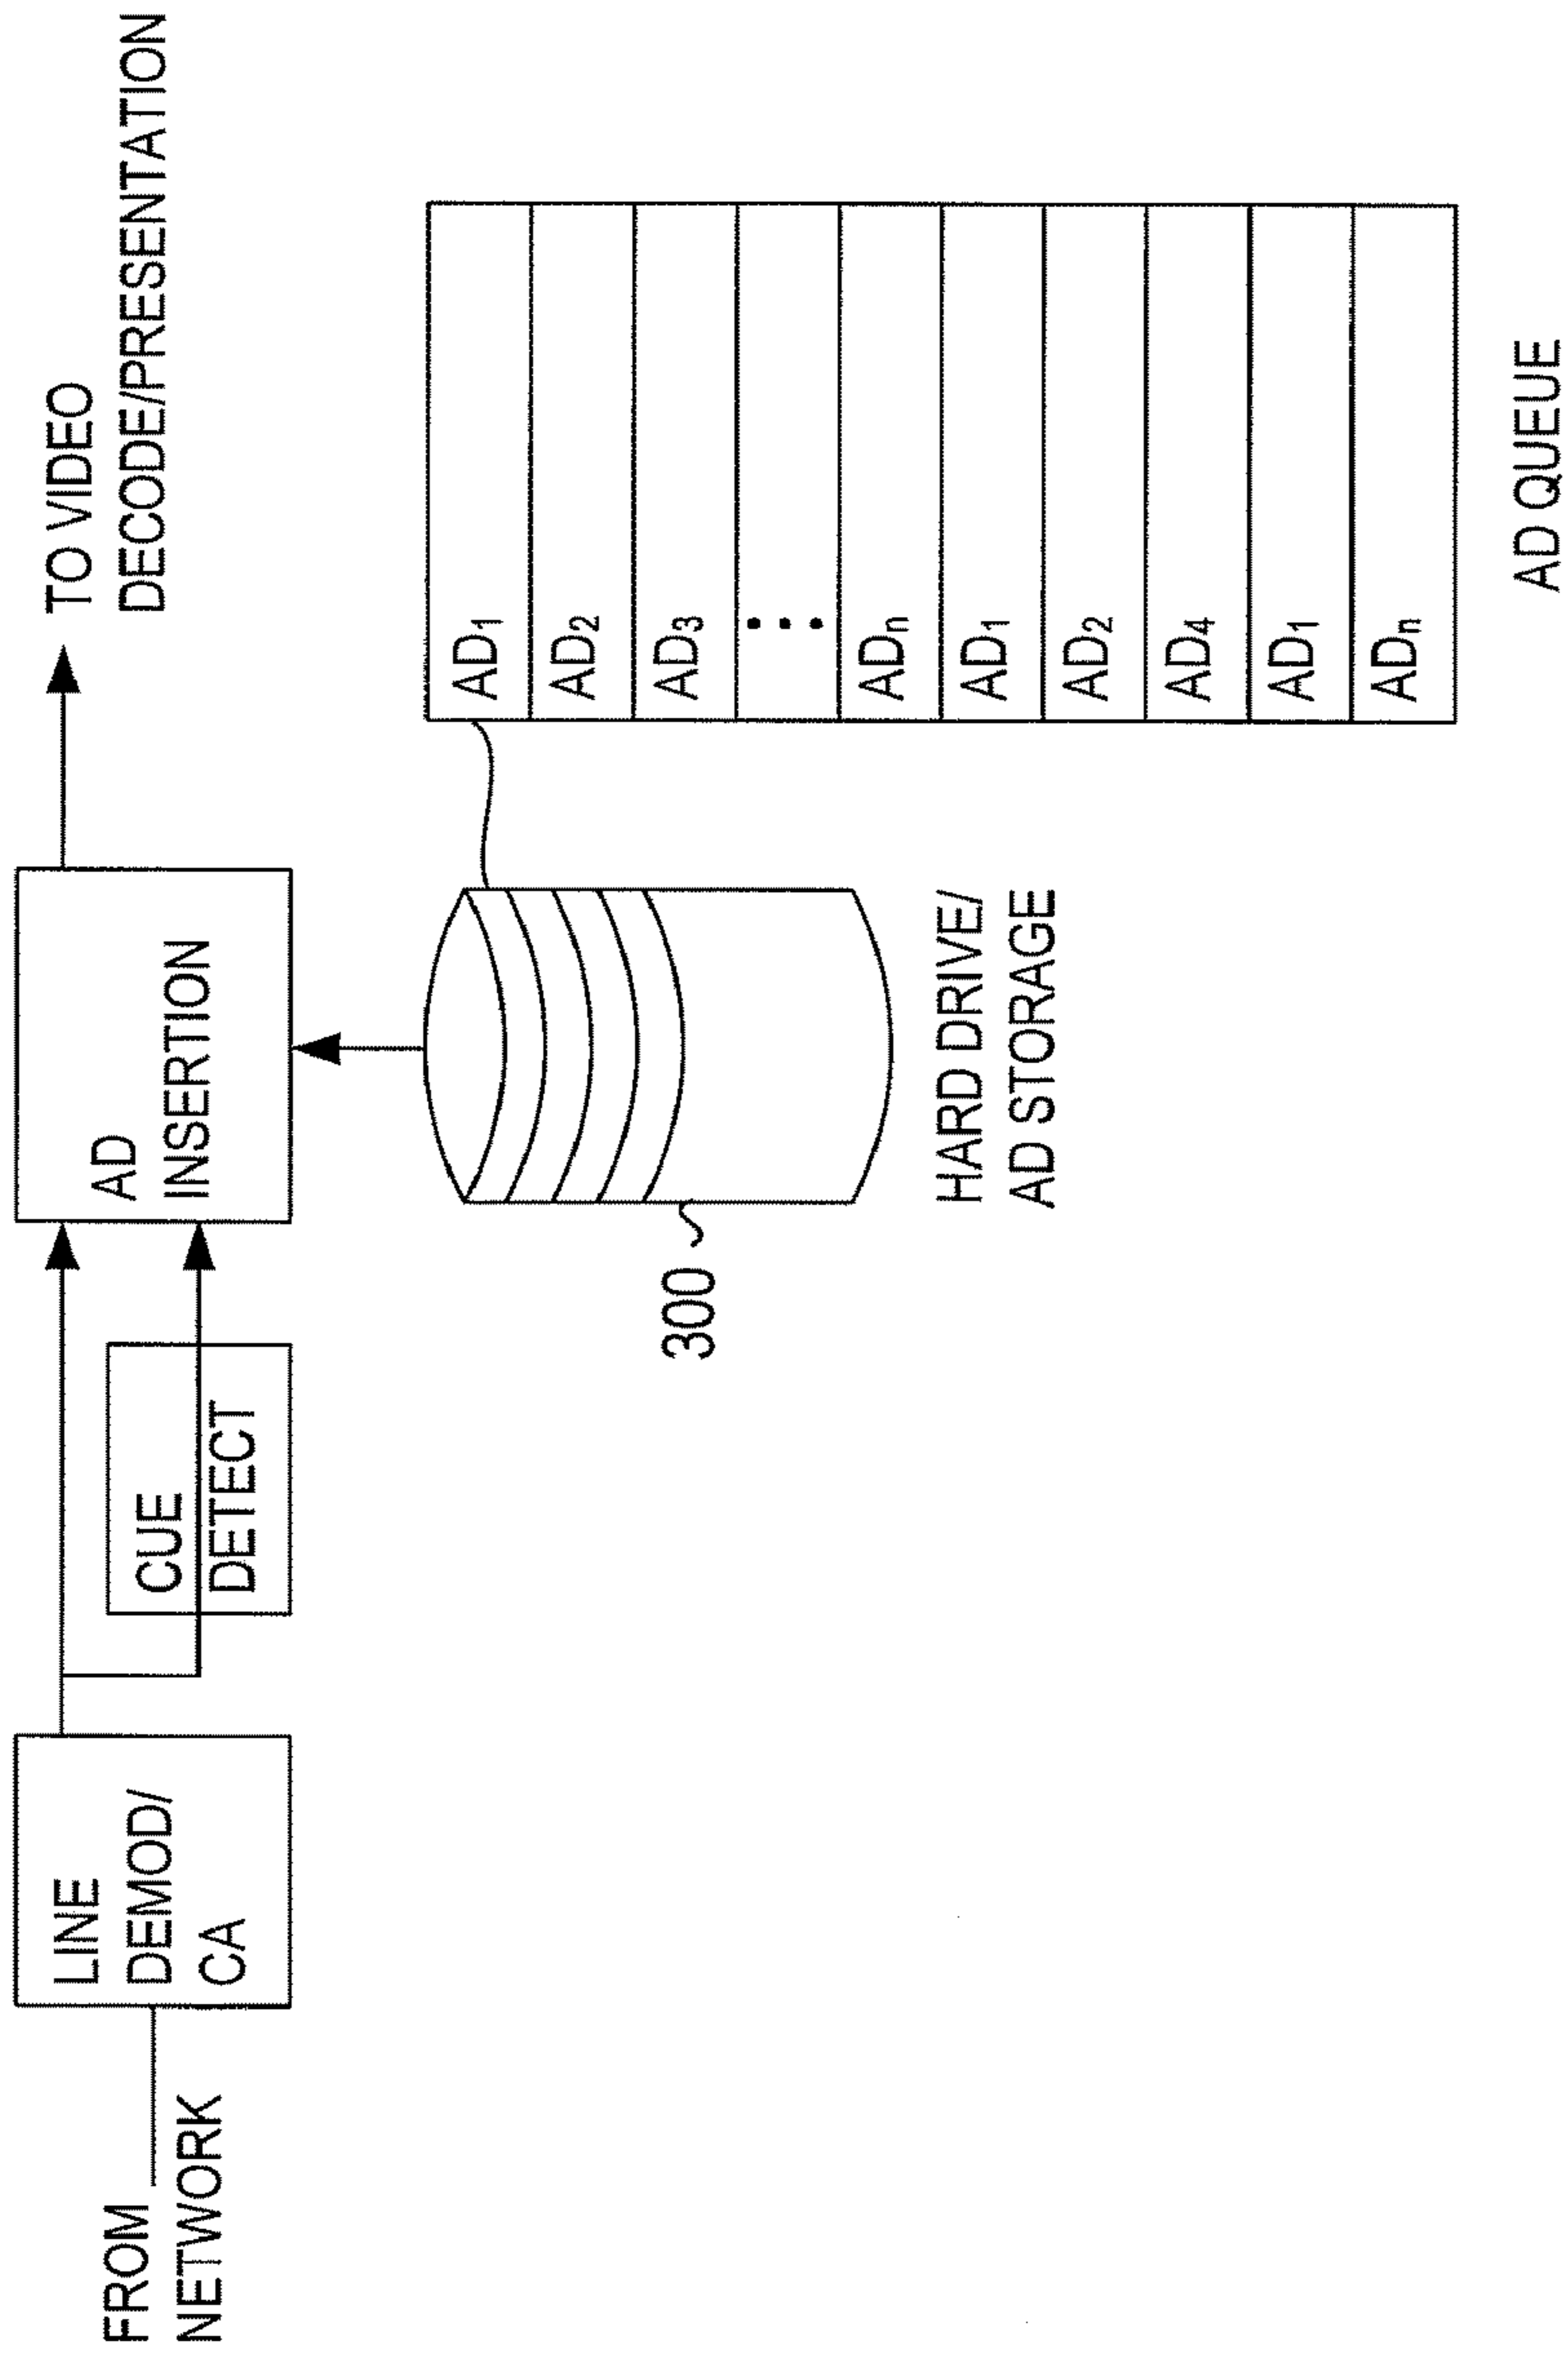 FROM
NETWORK
LINE
DEMOD/
CA
CUE
DETECT
AD
INSERTION
TO VIDEO
DECODE/PRESENTATION
300
HARD DRIVE/
AD STORAGE
AD₁
AD₂
AD₃
• • •
ADₙ
AD₁
AD₂
AD₄
AD₁
ADₙ
AD QUEUE